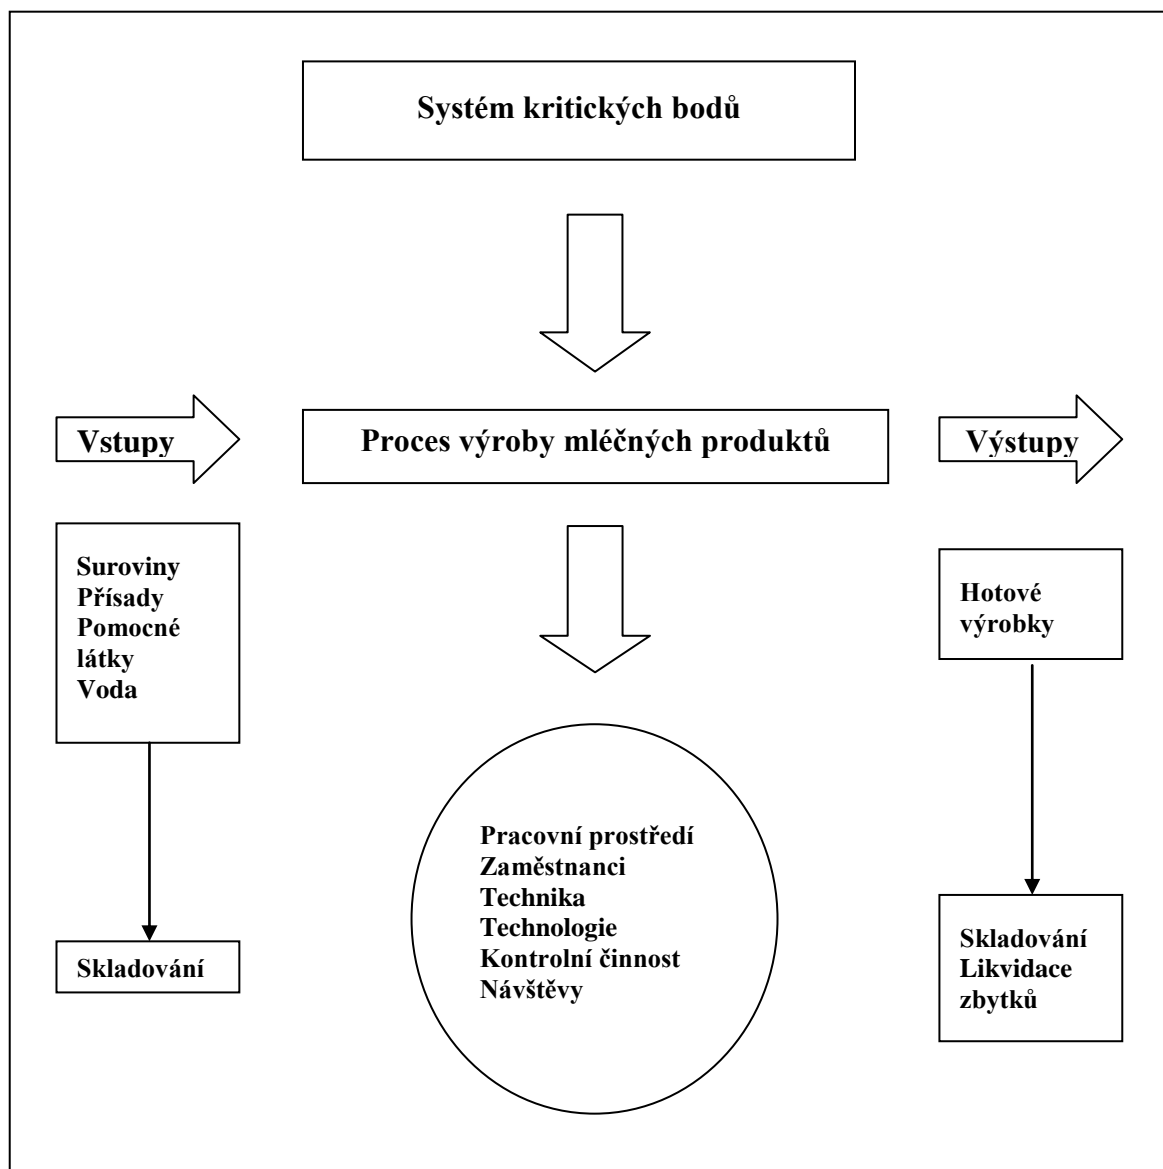 Systém kritických bodů
Vstupy
Proces výroby mléčných produktů
Výstupy
Suroviny
Přísady
Pomocné
látky
Voda
Hotové
výrobky
Pracovní prostředí
Zaměstnanci
Technika
Technologie
Kontrolní činnost
Návštěvy
Skladování
Skladování
Likvidace
zbytků